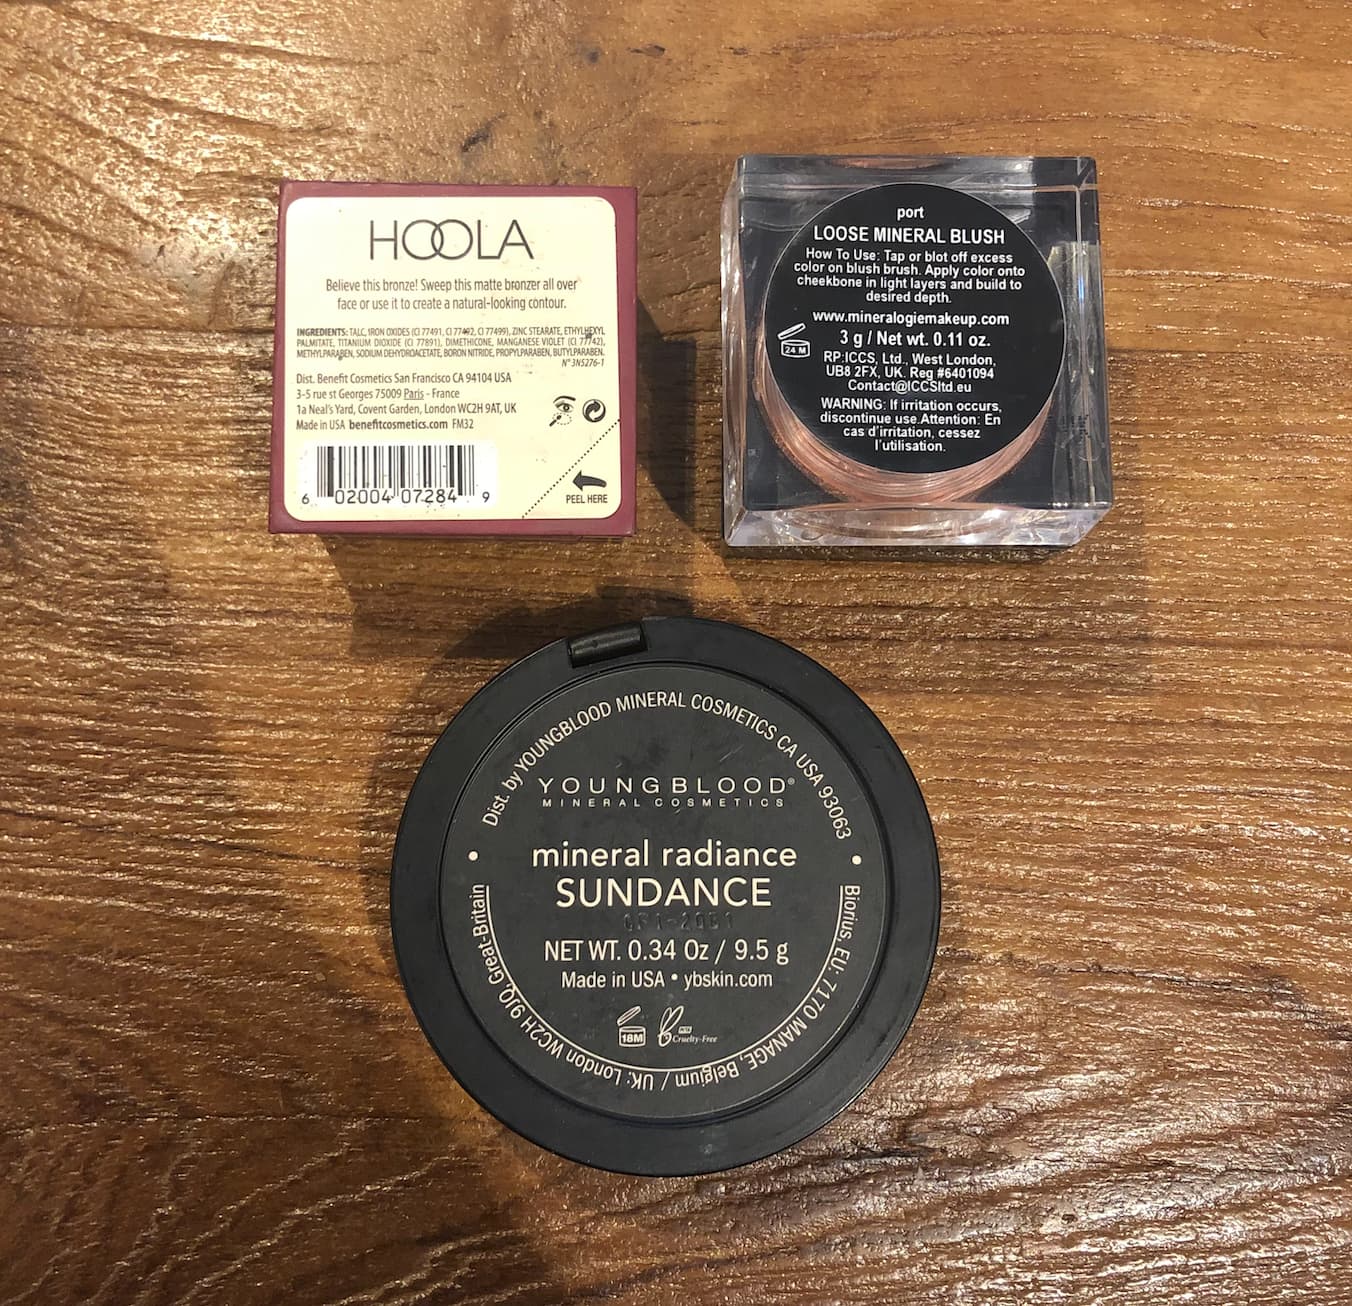 HOOLA
Believe this bronze! Sweep this matte bronzer all over
face or use it to create a natural-looking contour.
INGREDIENTS: TALC, IRON OXIDES (CI 77491, CI 77492, CI 77499), ZINC STEARATE, ETHYLHEXYL
PALMITATE, TITANIUM DIOXIDE (CI 77891), DIMETHICONE, MANGANESE VIOLET (CI 77742),
METHYLPARABEN, SODIUM DEHYDROACETATE, BORON NITRIDE, PROPYLPARABEN, BUTYLPARABEN.
N° 3N5276-1
Dist. Benefit Cosmetics San Francisco CA 94104 USA
3-5 rue st Georges 75009 Paris - France
1a Neal's Yard, Covent Garden, London WC2H 9AT, UK
Made in USA benefitcosmetics.com FM32
6 02004 07284 9
PEEL HERE
port
LOOSE MINERAL BLUSH
How To Use: Tap or blot off excess
color on blush brush. Apply color onto
cheekbone in light layers and build to
desired depth.
www.mineralogiemakeup.com
3 g / Net wt. 0.11 oz.
24 M
RP:ICCS, Ltd., West London,
UB8 2FX, UK. Reg #6401094
Contact@ICCSltd.eu
WARNING: If irritation occurs,
discontinue use.Attention: En
cas d'irritation, cessez
l'utilisation.
Dist. by YOUNGBLOOD MINERAL COSMETICS CA USA 93063
YOUNGBLOOD®
MINERAL COSMETICS
mineral radiance
SUNDANCE
NET WT. 0.34 Oz / 9.5 g
Made in USA • ybskin.com
18M
Cruelty-Free
Biorius, EU: 7170 MANAGE, Belgium / UK: London WC2H 9JQ, Great-Britain